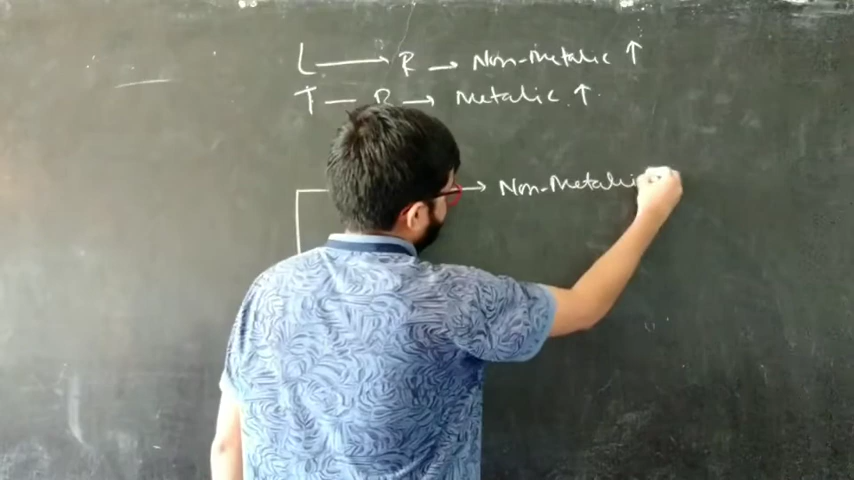 L → R → Non-Metalic ↑
T — B → Metalic ↑
→ Non-Metali